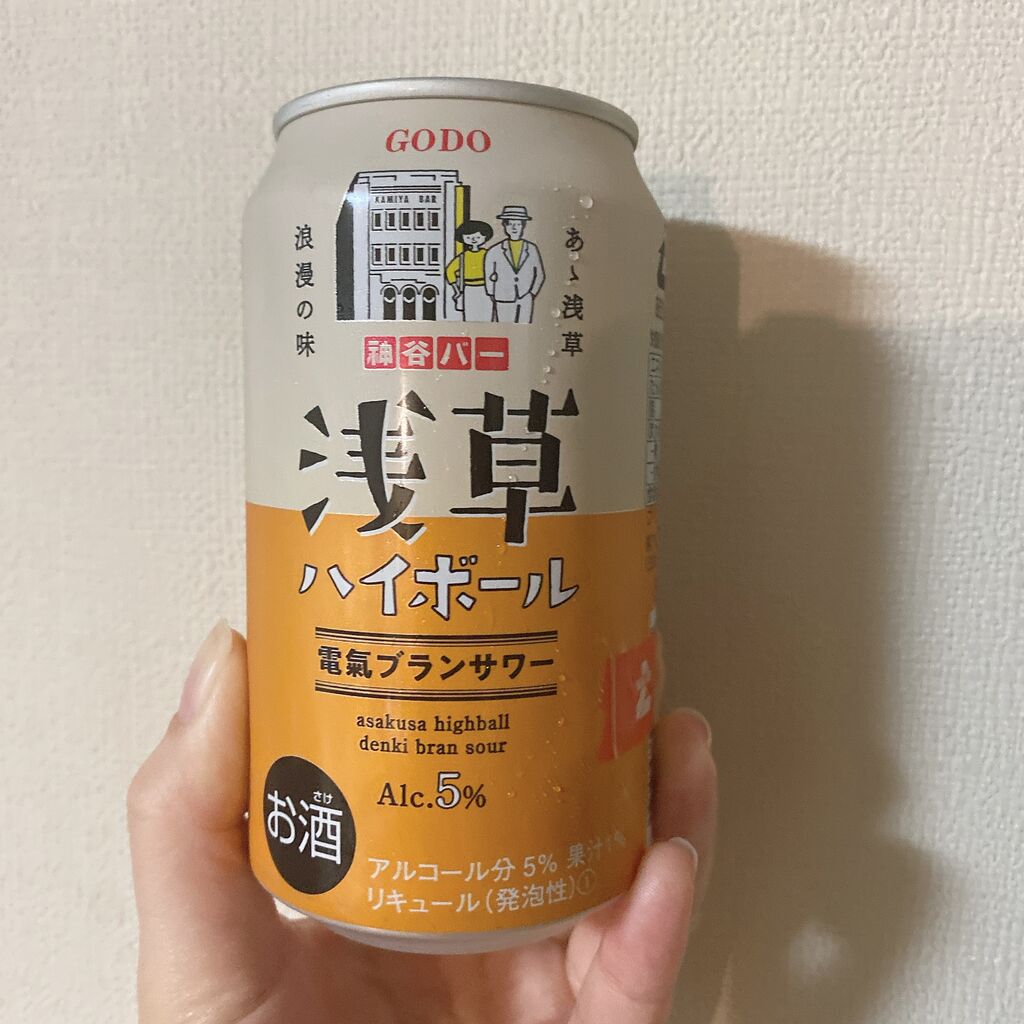 GODO
KAMIYA BAR
浪漫の味
あゝ浅草
神谷バー
浅草
ハイボール
電氣ブランサワー
asakusa highball
denki bran sour
Alc.5%
さけ
お酒
アルコール分 5% 果汁1%
リキュール(発泡性)①